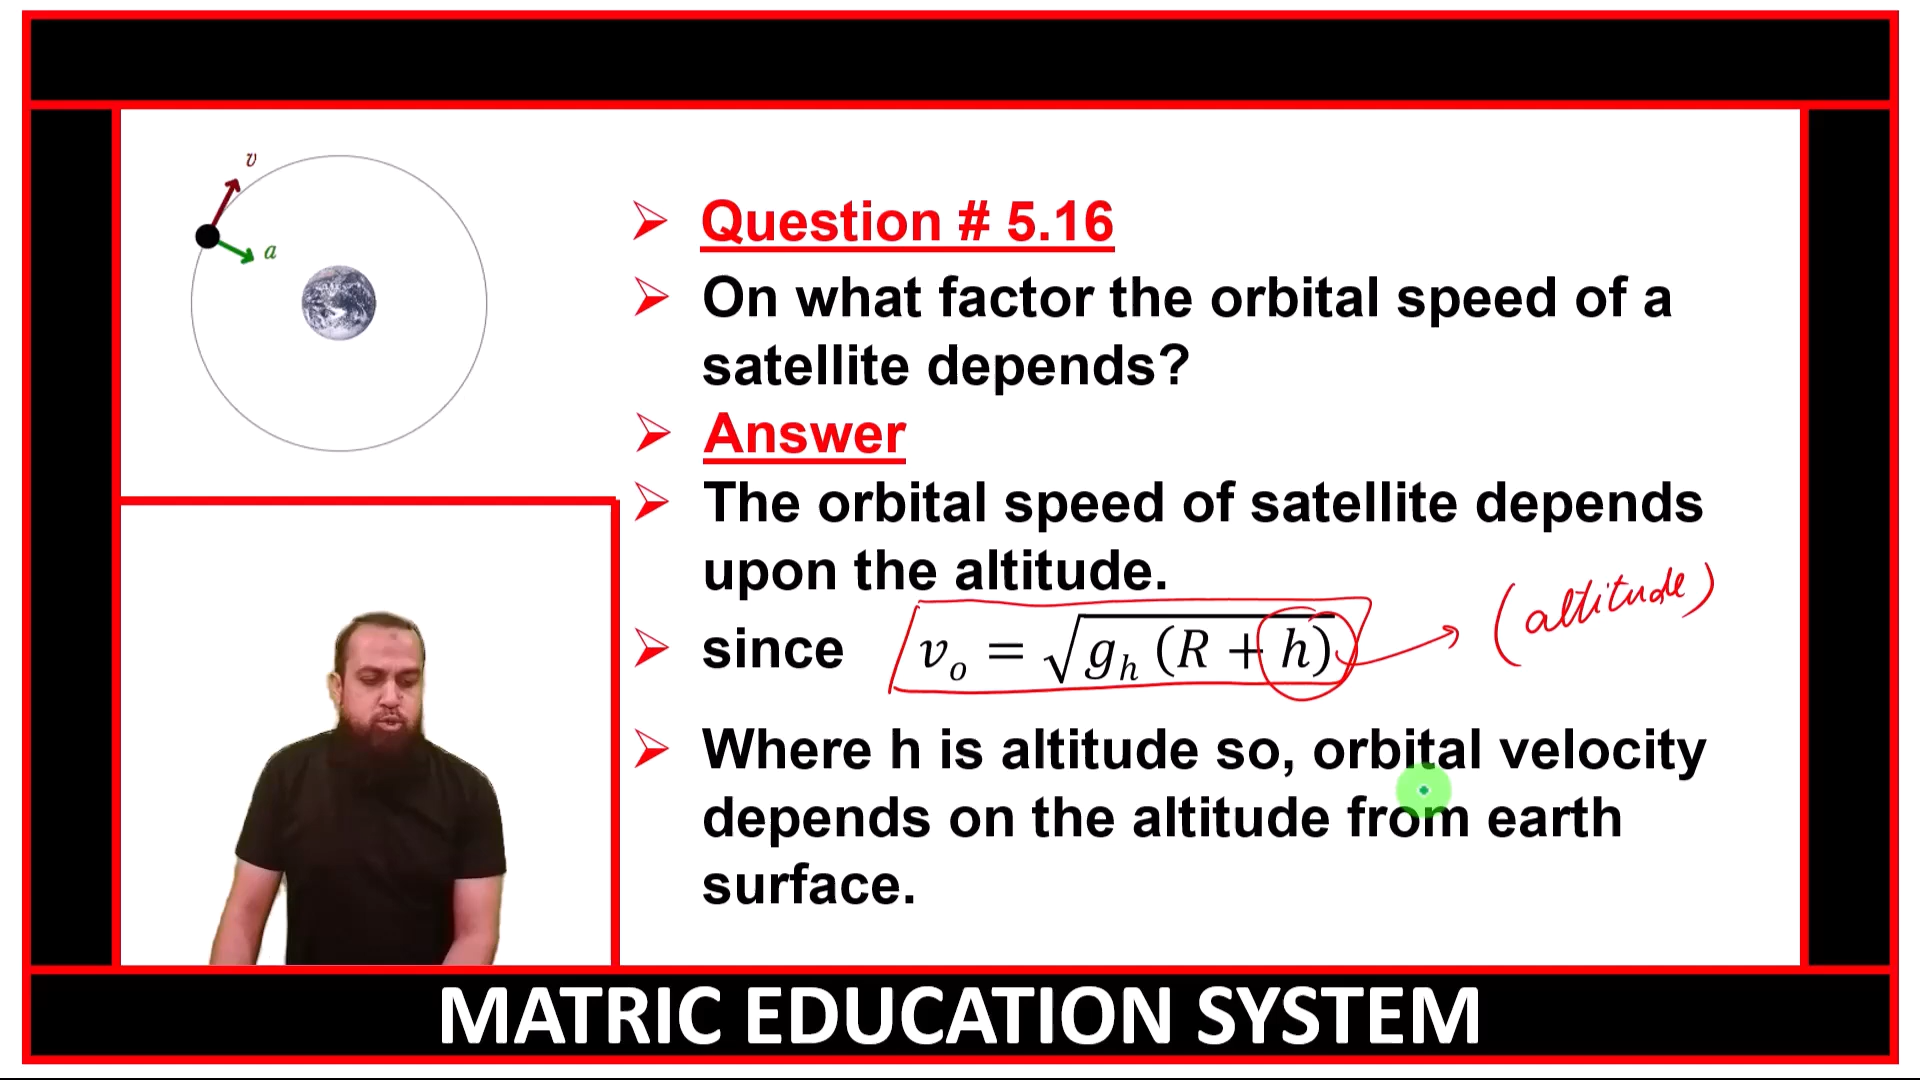 v
a
Question # 5.16
On what factor the orbital speed of a
satellite depends?
Answer
The orbital speed of satellite depends
upon the altitude.
since v_o = √g_h (R + h)
(altitude)
Where h is altitude so, orbital velocity
depends on the altitude from earth
surface.
MATRIC EDUCATION SYSTEM